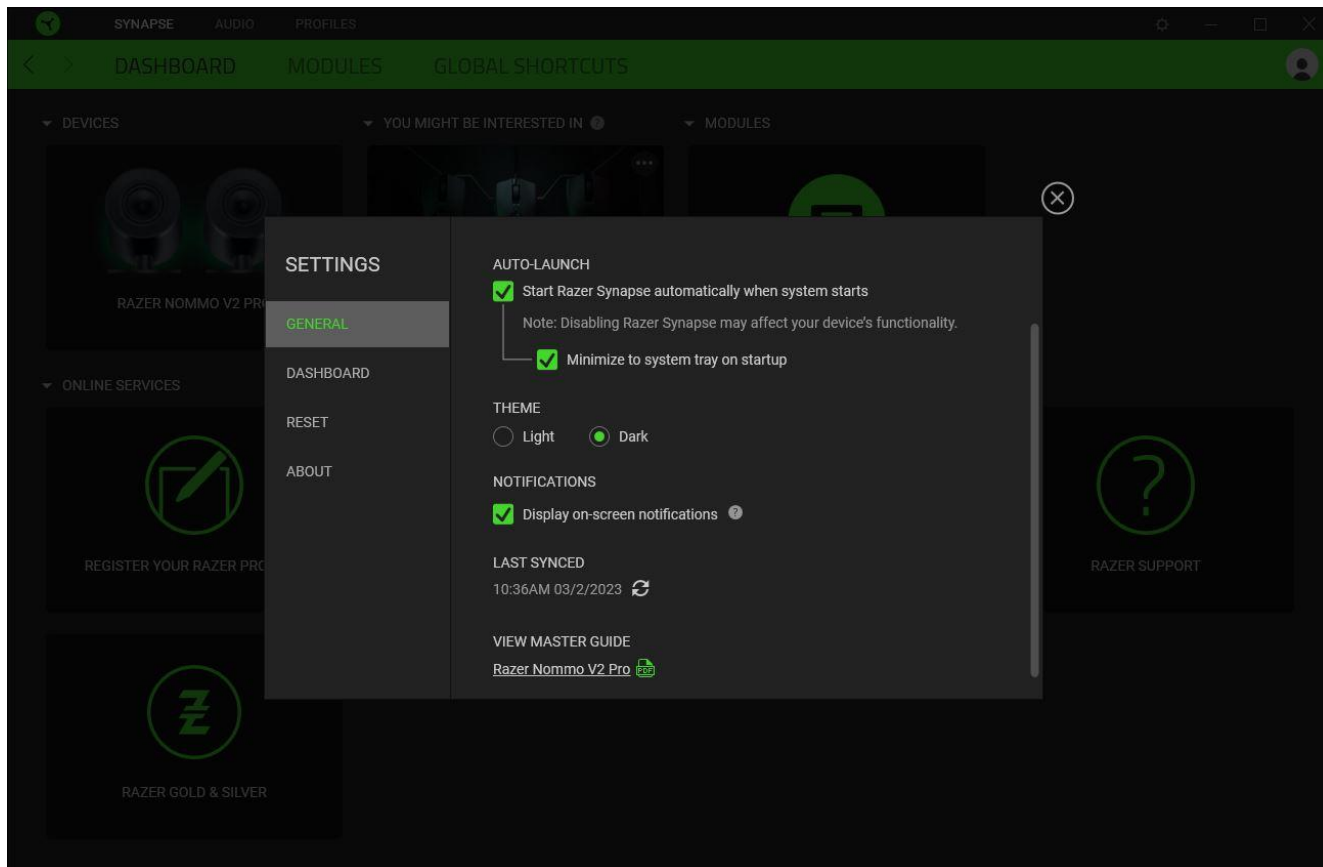 SYNAPSE AUDIO PROFILES
DASHBOARD MODULES GLOBAL SHORTCUTS
DEVICES YOU MIGHT BE INTERESTED IN ? MODULES
RAZER NOMMO V2 PR
ONLINE SERVICES
REGISTER YOUR RAZER PRO
RAZER SUPPORT
RAZER GOLD & SILVER
SETTINGS
GENERAL
DASHBOARD
RESET
ABOUT
AUTO-LAUNCH
Start Razer Synapse automatically when system starts
Note: Disabling Razer Synapse may affect your device's functionality.
Minimize to system tray on startup
THEME
Light Dark
NOTIFICATIONS
Display on-screen notifications ?
LAST SYNCED
10:36AM 03/2/2023
VIEW MASTER GUIDE
Razer Nommo V2 Pro PDF